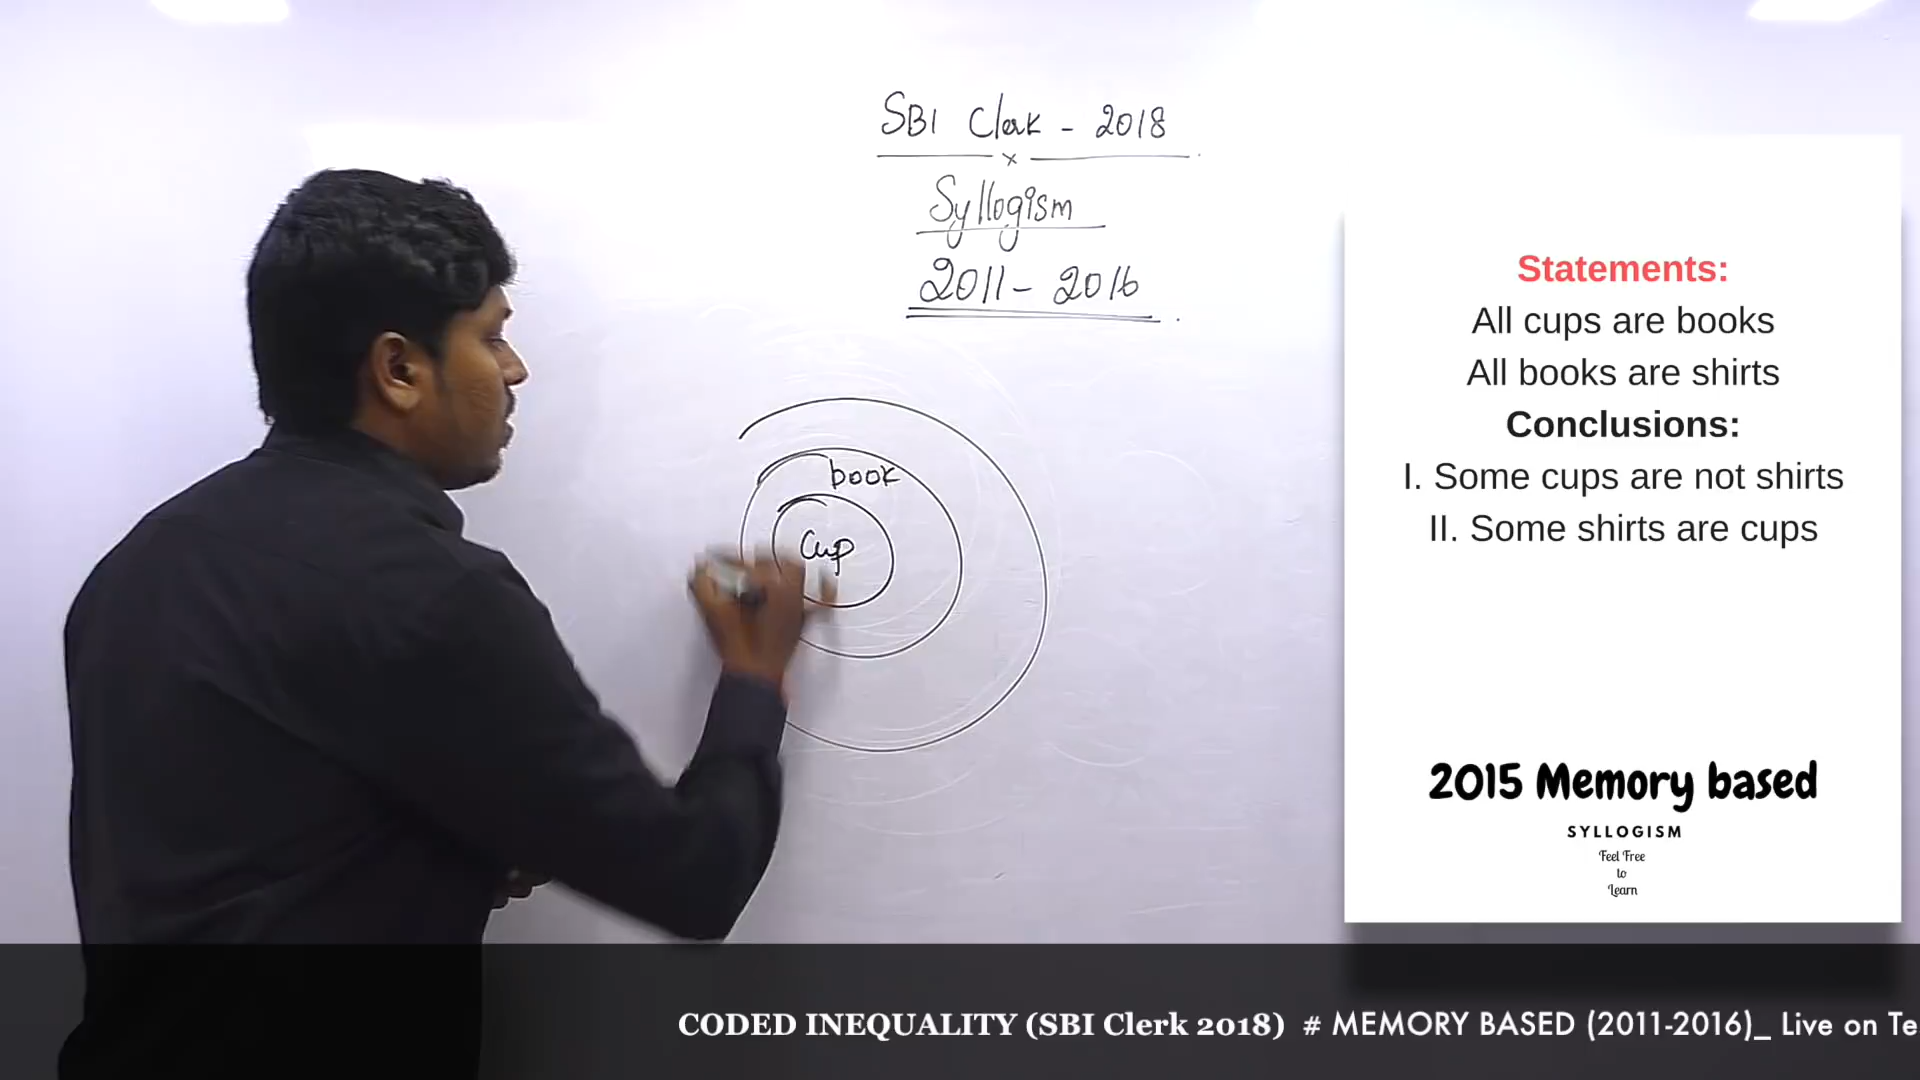 SBI Clerk - 2018
x
Syllogism
2011 - 2016
book
Cup
Statements:
All cups are books
All books are shirts
Conclusions:
I. Some cups are not shirts
II. Some shirts are cups
2015 Memory based
SYLLOGISM
Feel Free
to
Learn
CODED INEQUALITY (SBI Clerk 2018) # MEMORY BASED (2011-2016)_ Live on Te